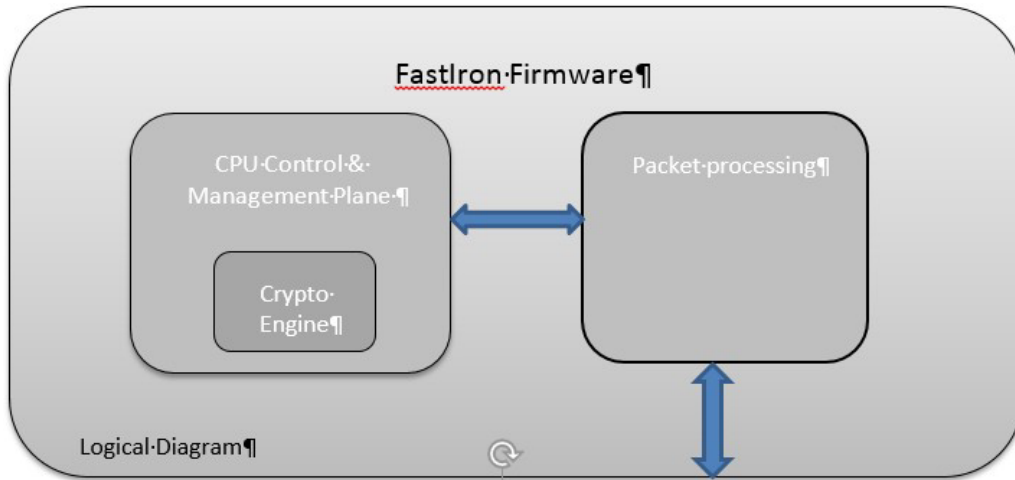 FastIron·Firmware¶
CPU·Control·&·
Management·Plane·¶
Packet·processing¶
Crypto·
Engine¶
Logical·Diagram¶